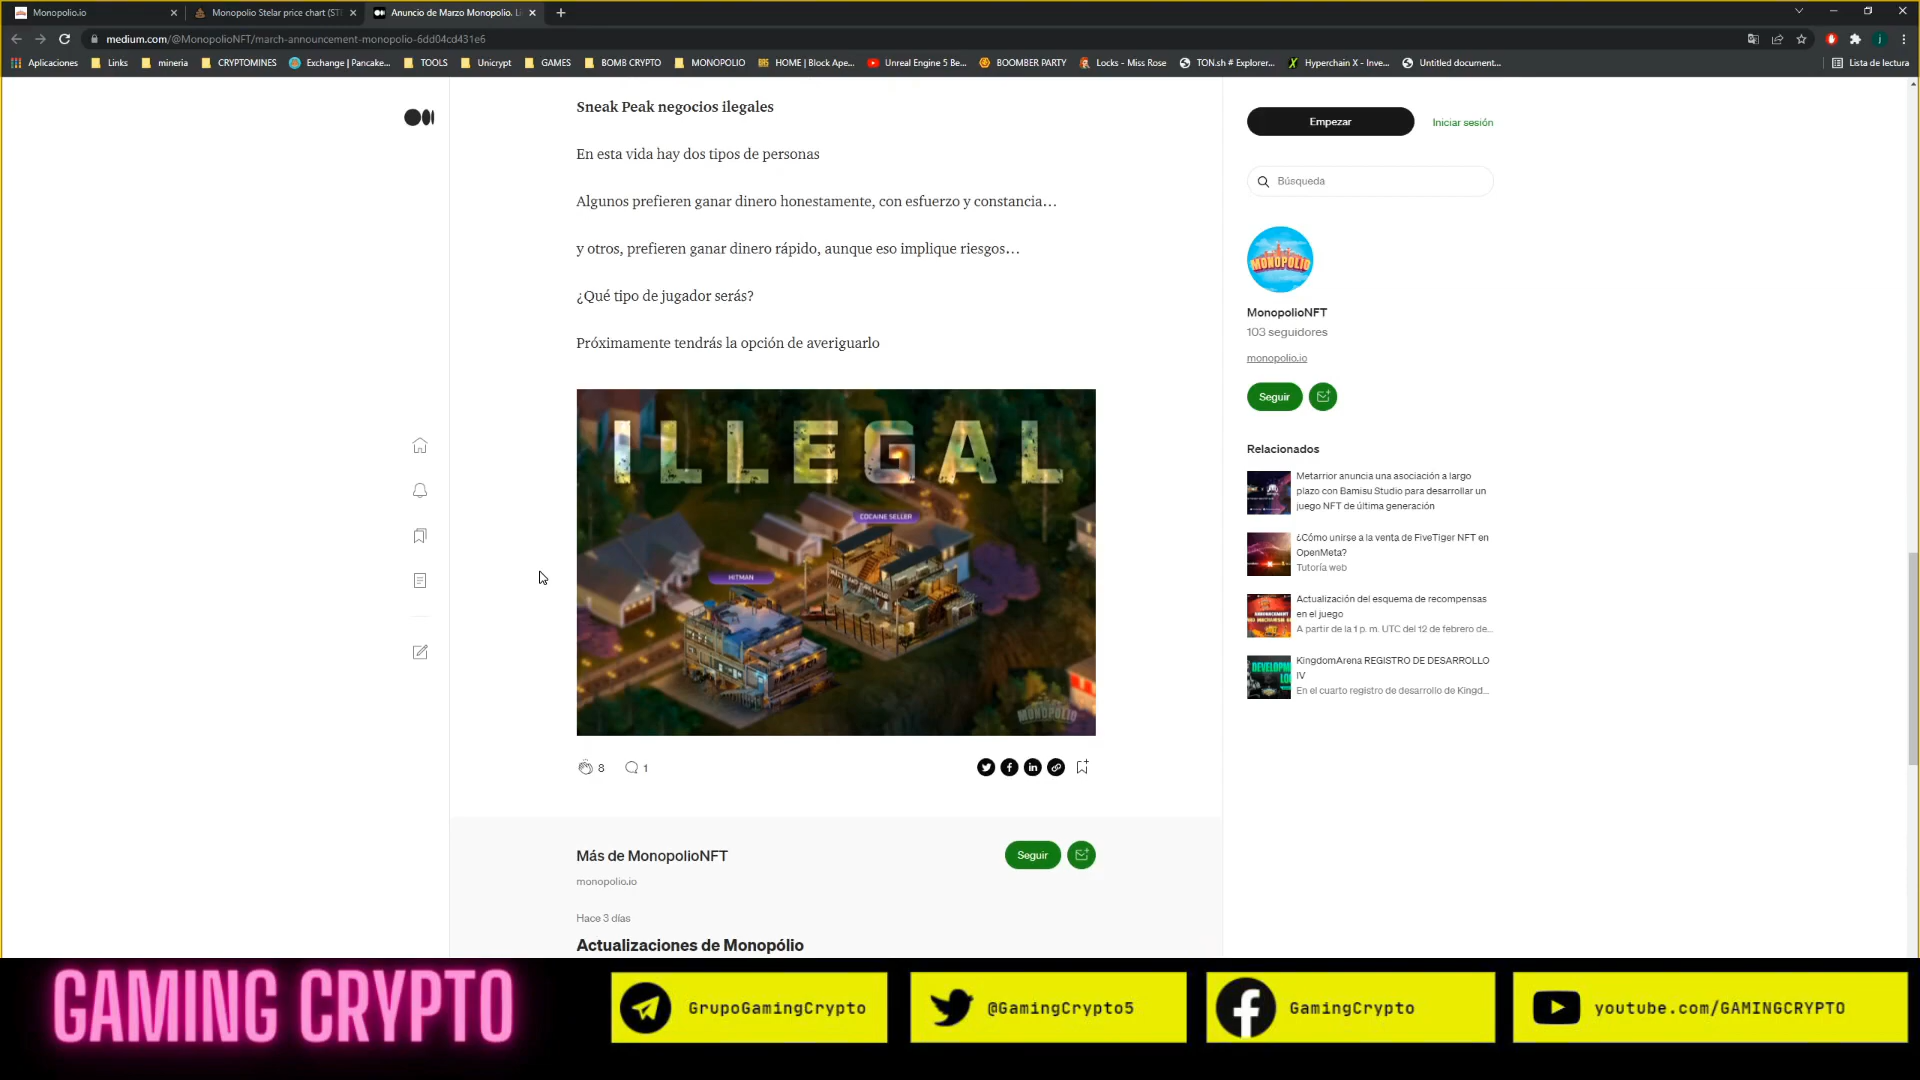 Monopolio.io
Monopolio Stelar price chart (STE
Anuncio de Marzo Monopolio. Li
medium.com/@MonopolioNFT/march-announcement-monopolio-6dd04cd431e6
Aplicaciones
Links
mineria
CRYPTOMINES
Exchange | Pancake...
TOOLS
Unicrypt
GAMES
BOMB CRYPTO
MONOPOLIO
HOME | Block Ape...
Unreal Engine 5 Be...
BOOMBER PARTY
Locks - Miss Rose
TON.sh # Explorer...
Hyperchain X - Inve...
Untitled document...
Lista de lectura
Sneak Peak negocios ilegales
En esta vida hay dos tipos de personas
Algunos prefieren ganar dinero honestamente, con esfuerzo y constancia…
y otros, prefieren ganar dinero rápido, aunque eso implique riesgos…
¿Qué tipo de jugador serás?
Próximamente tendrás la opción de averiguarlo
ILLEGAL
COCAINE SELLER
HITMAN
MONOPOLIO
8
1
Más de MonopolioNFT
Seguir
monopolio.io
Hace 3 días
Actualizaciones de Monopólio
Empezar
Iniciar sesión
Búsqueda
MONOPOLIO
MonopolioNFT
103 seguidores
monopolio.io
Seguir
Relacionados
Metarrior anuncia una asociación a largo
plazo con Bamisu Studio para desarrollar un
juego NFT de última generación
¿Cómo unirse a la venta de FiveTiger NFT en
OpenMeta?
Tutoría web
Actualización del esquema de recompensas
en el juego
A partir de la 1 p. m. UTC del 12 de febrero de...
KingdomArena REGISTRO DE DESARROLLO
IV
En el cuarto registro de desarrollo de Kingd...
GAMING CRYPTO
GrupoGamingCrypto
@GamingCrypto5
GamingCrypto
youtube.com/GAMINGCRYPTO